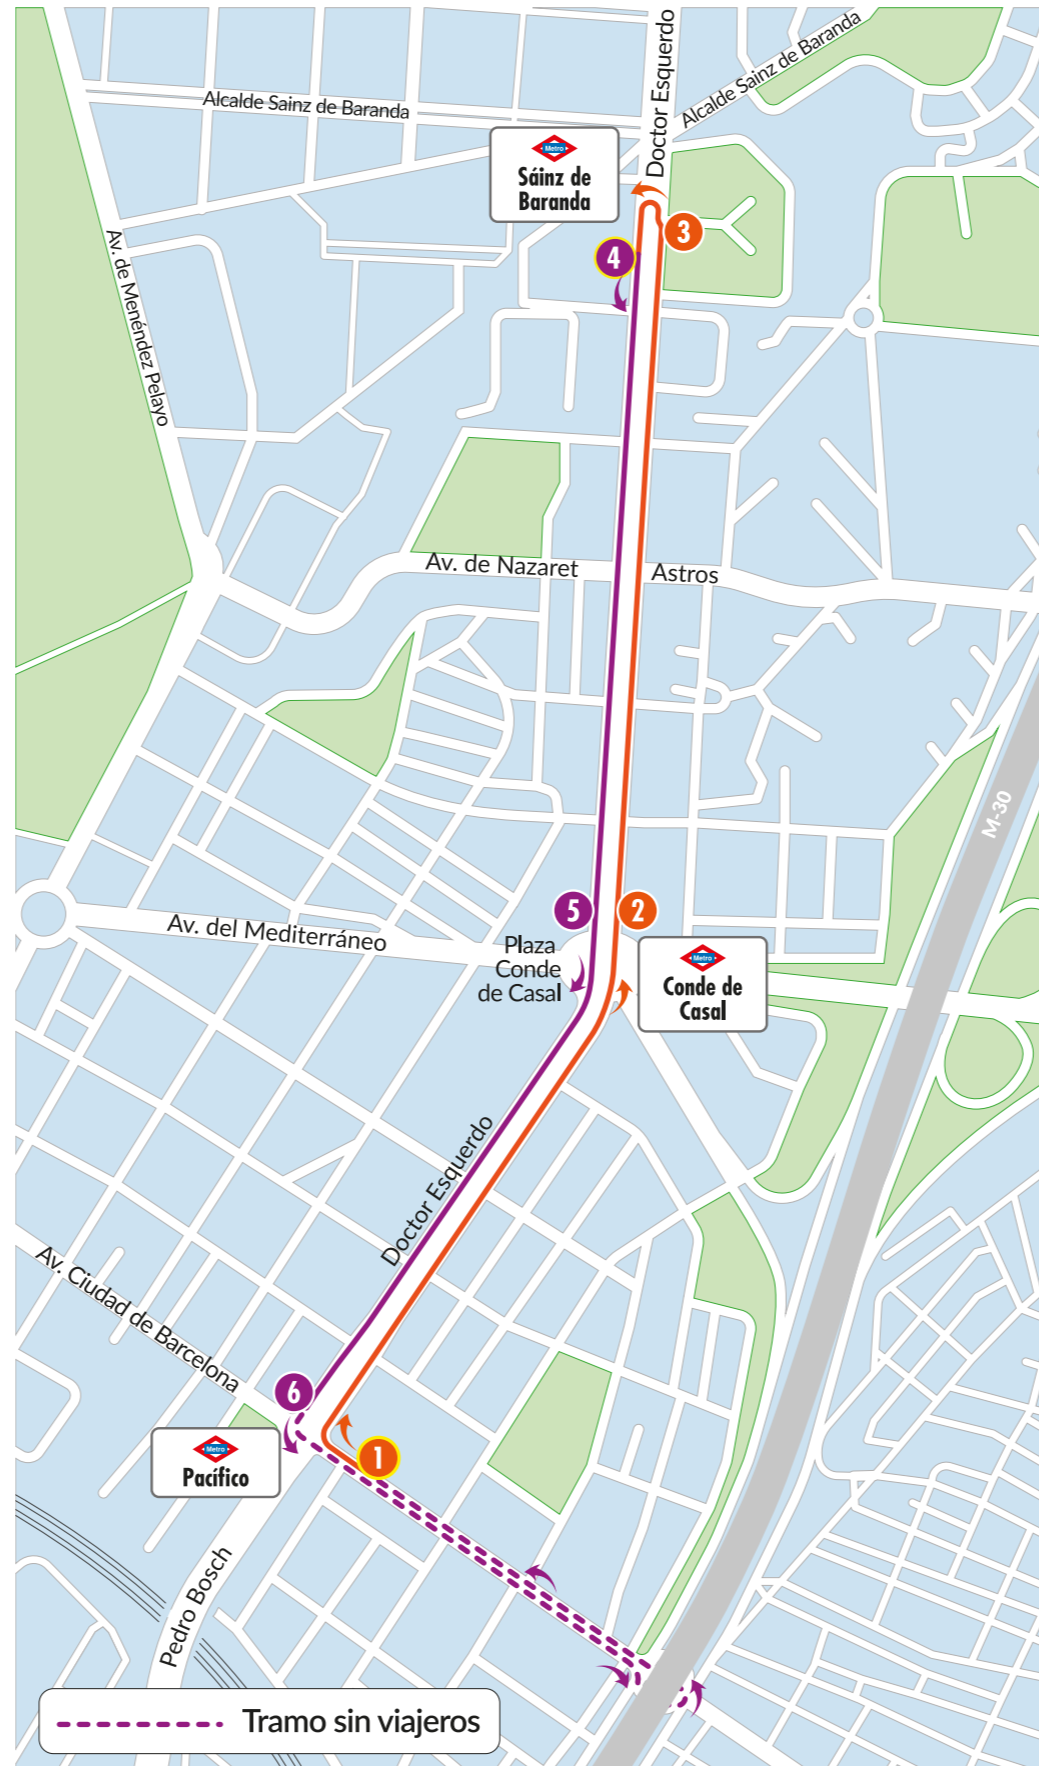 Doctor Esquerdo
Alcalde Sainz de Baranda
Alcalde Sainz de Baranda
Metro
Sáinz de
Baranda
3
4
Av. de Menéndez Pelayo
Av. de Nazaret
Astros
M-30
5
2
Av. del Mediterráneo
Plaza
Conde
de Casal
Metro
Conde de
Casal
Doctor Esquerdo
Av. Ciudad de Barcelona
6
1
Metro
Pacífico
Pedro Bosch
Tramo sin viajeros